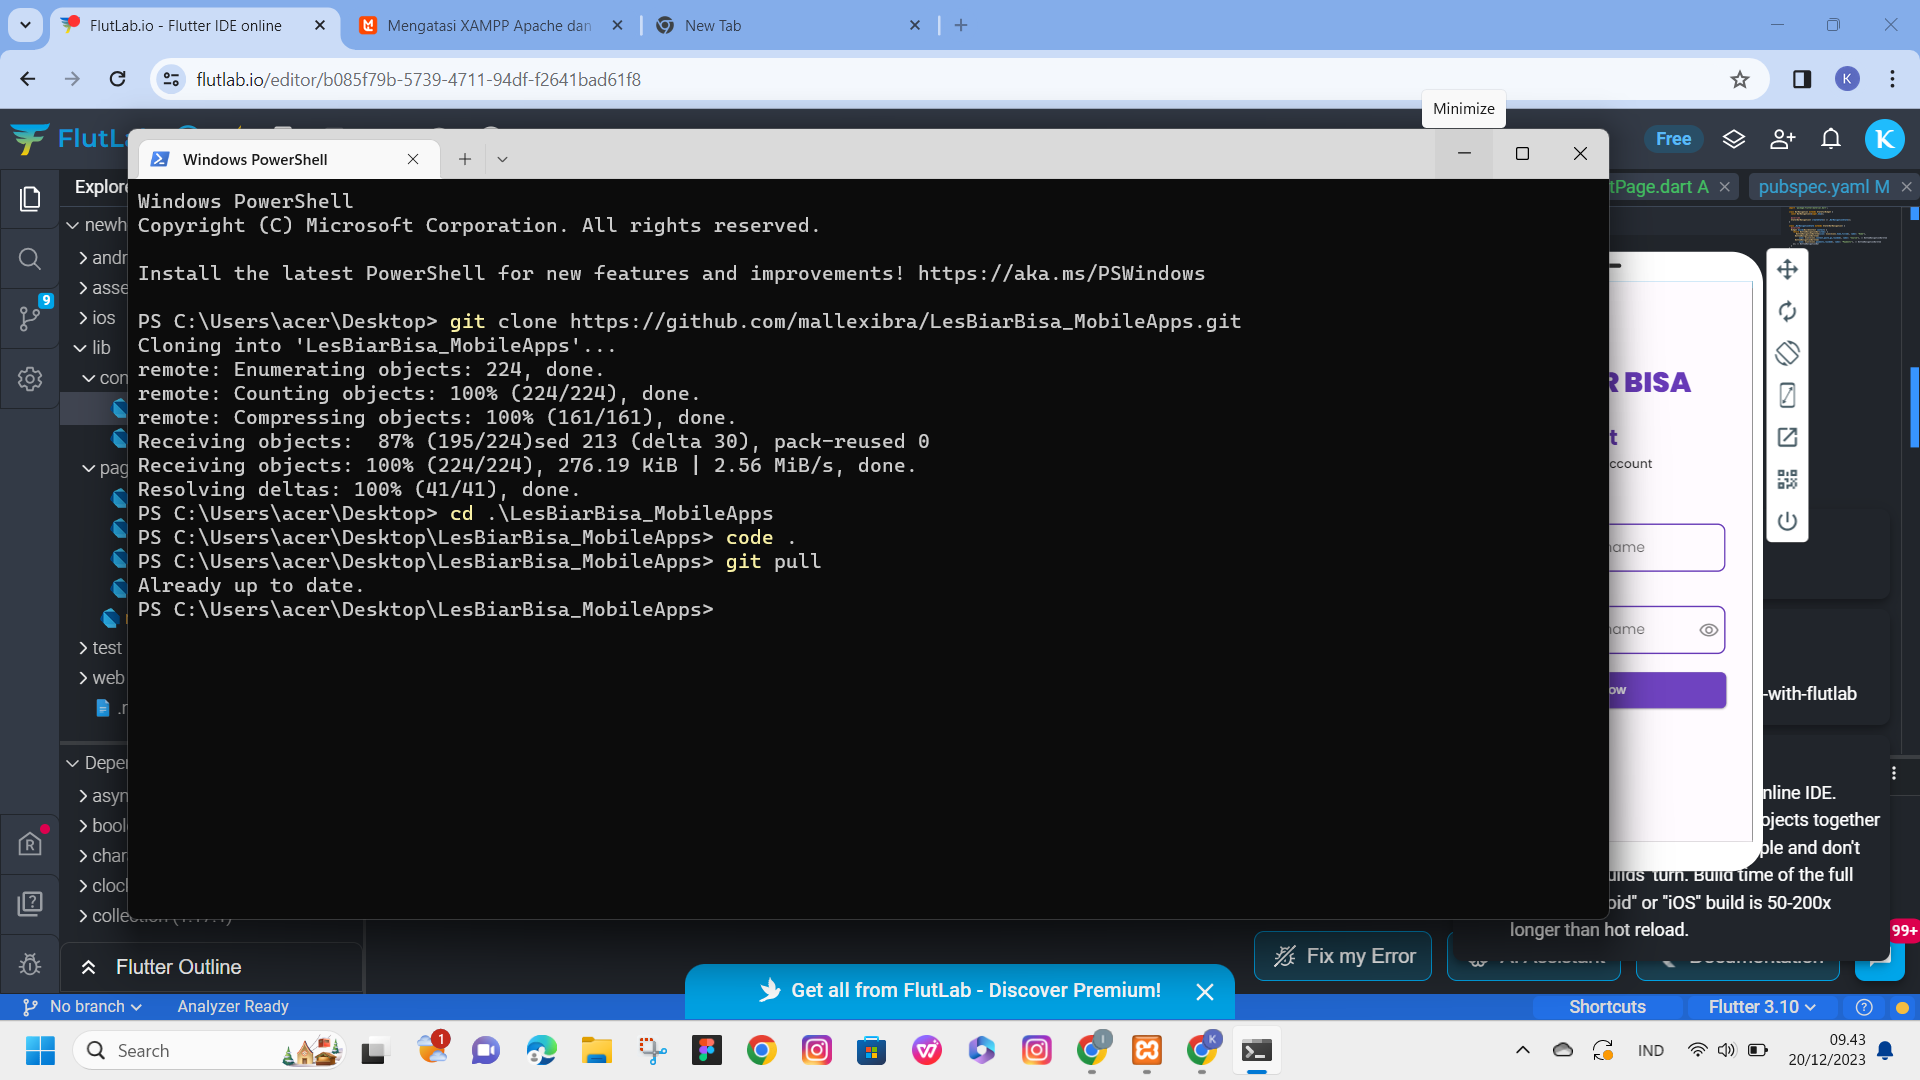 FlutLab.io - Flutter IDE online
Mengatasi XAMPP Apache dan
New Tab
flutlab.io/editor/b085f79b-5739-4711-94df-f2641bad61f8
K
Minimize
Free
K
Explore
tPage.dart A
pubspec.yaml M
Windows PowerShell
Windows PowerShell
Copyright (C) Microsoft Corporation. All rights reserved.
Install the latest PowerShell for new features and improvements! https://aka.ms/PSWindows
PS C:\Users\acer\Desktop> git clone https://github.com/mallexibra/LesBiarBisa_MobileApps.git
Cloning into 'LesBiarBisa_MobileApps'...
remote: Enumerating objects: 224, done.
remote: Counting objects: 100% (224/224), done.
remote: Compressing objects: 100% (161/161), done.
Receiving objects:  87% (195/224)sed 213 (delta 30), pack-reused 0
Receiving objects: 100% (224/224), 276.19 KiB | 2.56 MiB/s, done.
Resolving deltas: 100% (41/41), done.
PS C:\Users\acer\Desktop> cd .\LesBiarBisa_MobileApps
PS C:\Users\acer\Desktop\LesBiarBisa_MobileApps> code .
PS C:\Users\acer\Desktop\LesBiarBisa_MobileApps> git pull
Already up to date.
PS C:\Users\acer\Desktop\LesBiarBisa_MobileApps>
newh
andr
asse
9
ios
lib
con
pag
test
web
.r
Depen
asyn
bool
char
clock
R BISA
t
ccount
name
name
ow
-with-flutlab
nline IDE.
ojects together
ple and don't
turn. Build time of the full
oid" or "iOS" build is 50-200x
longer than hot reload.
99+
Flutter Outline
Fix my Error
Get all from FlutLab - Discover Premium!
No branch
Analyzer Ready
Shortcuts
Flutter 3.10
Search
1
IND
09.43
20/12/2023